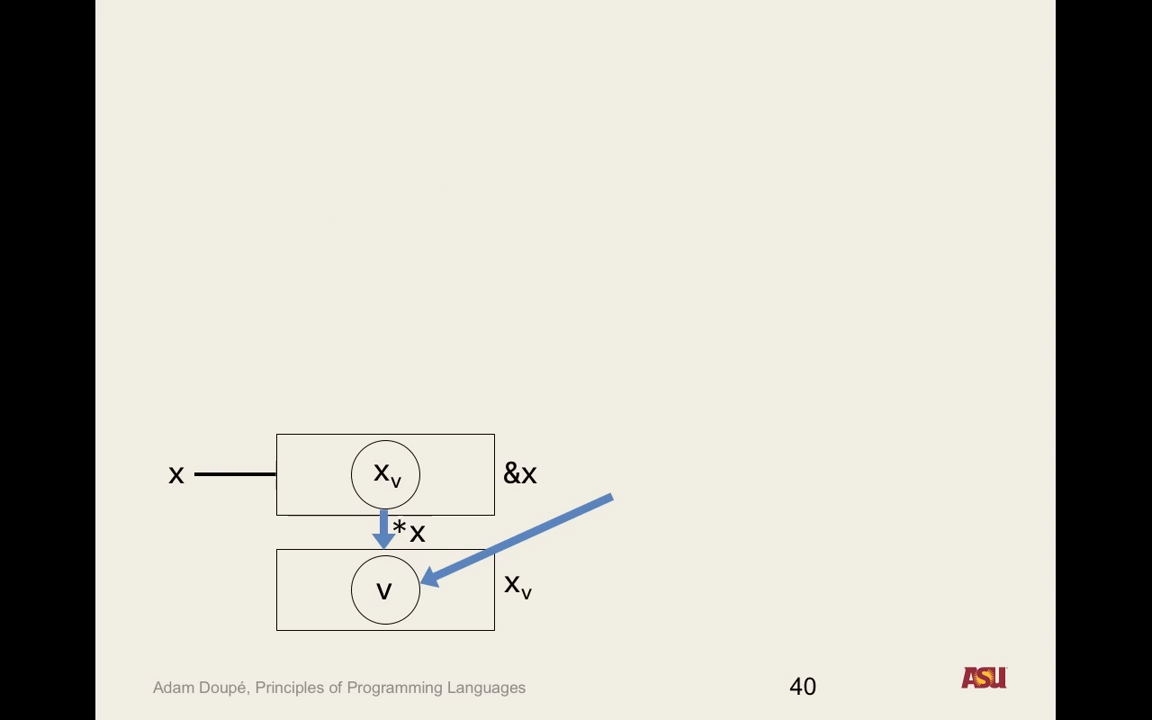 x
xᵥ
&x
*x
v
xᵥ
Adam Doupé, Principles of Programming Languages
40
ASU